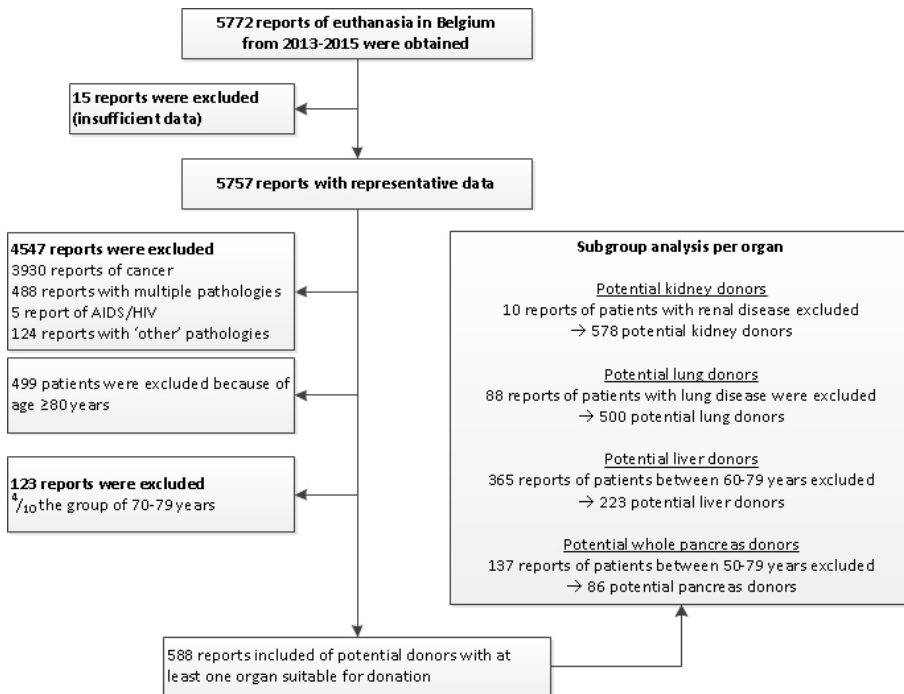 5772 reports of euthanasia in Belgium
from 2013-2015 were obtained
15 reports were excluded
(insufficient data)
5757 reports with representative data
4547 reports were excluded
3930 reports of cancer
488 reports with multiple pathologies
5 report of AIDS/HIV
124 reports with ‘other’ pathologies
499 patients were excluded because of
age ≥80 years
123 reports were excluded
4/10 the group of 70-79 years
Subgroup analysis per organ
Potential kidney donors
10 reports of patients with renal disease excluded
→ 578 potential kidney donors
Potential lung donors
88 reports of patients with lung disease were excluded
→ 500 potential lung donors
Potential liver donors
365 reports of patients between 60-79 years excluded
→ 223 potential liver donors
Potential whole pancreas donors
137 reports of patients between 50-79 years excluded
→ 86 potential pancreas donors
588 reports included of potential donors with at
least one organ suitable for donation